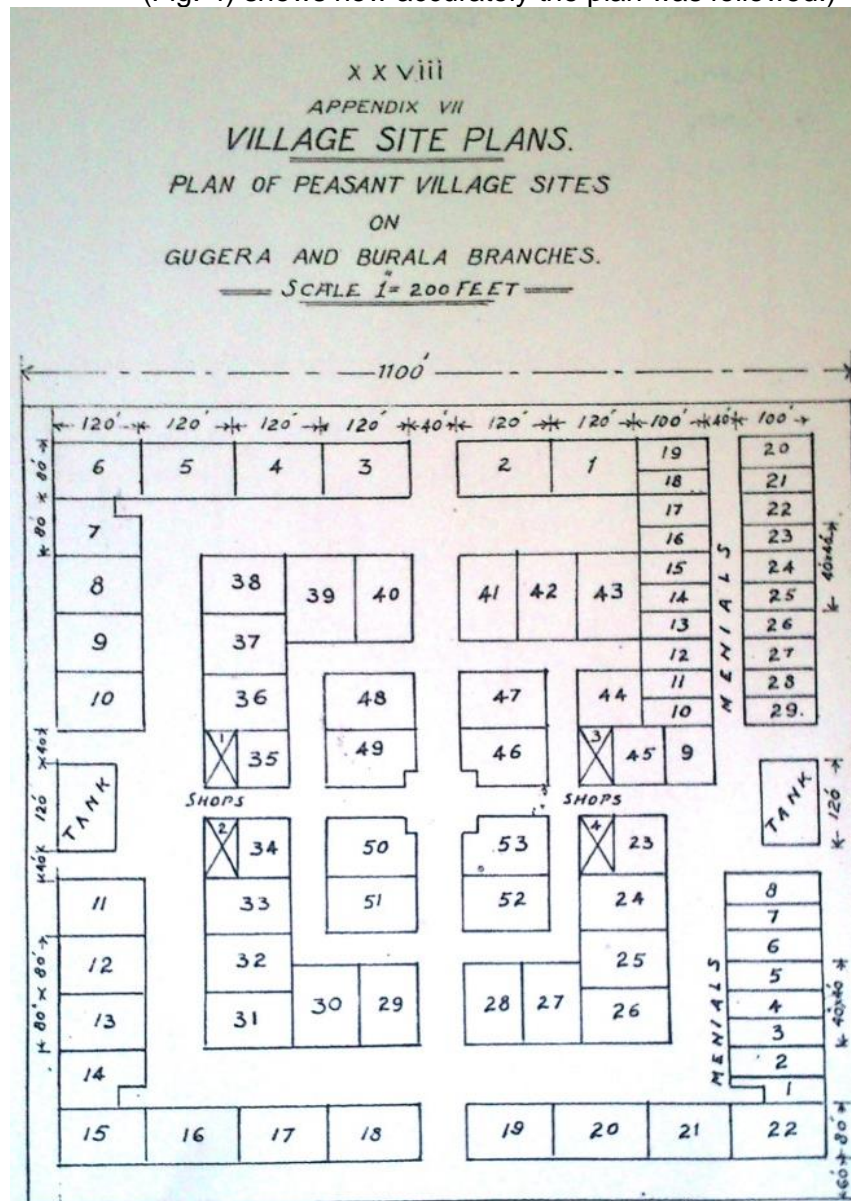 (Fig. 4) shows how accurately the plan was followed.)
xxviii
APPENDIX VII
VILLAGE SITE PLANS.
PLAN OF PEASANT VILLAGE SITES
ON
GUGERA AND BURALA BRANCHES.
SCALE 1"= 200 FEET
1100'
120' 120' 120' 120' 40' 120' 120' 100' 40' 100'
6 5 4 3 2 1 19 20
18 21
80' 80'
7 17 22
16 23
8 38 39 40 41 42 43 15 24
14 25
40x40
9 37 13 26
12 27
MENIALS
10 36 48 47 44 11 28
10 29.
40' 1 35 49 46 3 45 9
120' TANK SHOPS SHOPS TANK 120'
40' 2 34 50 53 4 23
11 33 51 52 24 8
7
12 32 30 29 28 27 25 6
5
80' x 80' 40x40'
13 31 26 4
3
MENIALS
14 2
1
15 16 17 18 19 20 21 22
60 80'